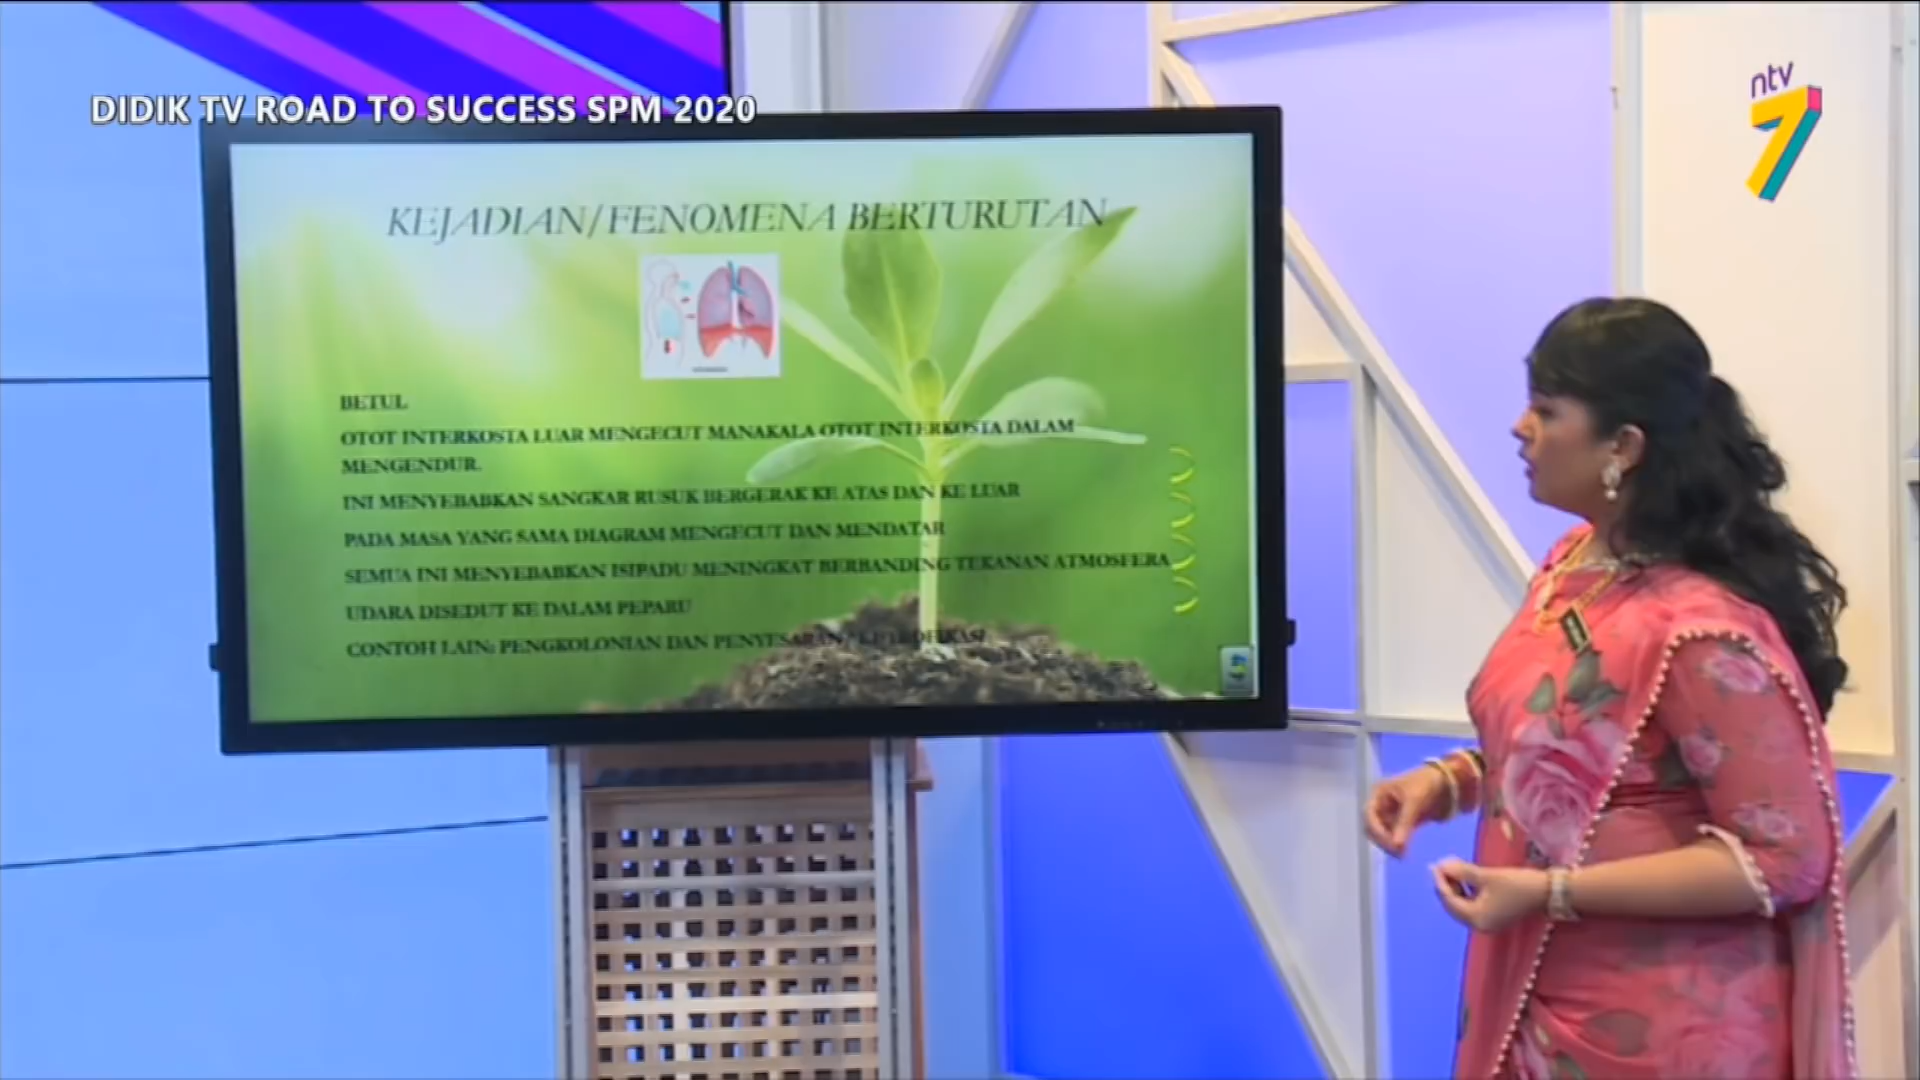 DIDIK TV ROAD TO SUCCESS SPM 2020
ntv
7
KEJADIAN/FENOMENA BERTURUTAN
BETUL
OTOT INTERKOSTA LUAR MENGECUT MANAKALA OTOT INTERKOSTA DALAM
MENGENDUR.
INI MENYEBABKAN SANGKAR RUSUK BERGERAK KE ATAS DAN KE LUAR
PADA MASA YANG SAMA DIAGRAM MENGECUT DAN MENDATAR
SEMUA INI MENYEBABKAN ISIPADU MENINGKAT BERBANDING TEKANAN ATMOSFERA
UDARA DISEDUT KE DALAM PEPARU
CONTOH LAIN: PENGKOLONIAN DAN PENYESARAN/